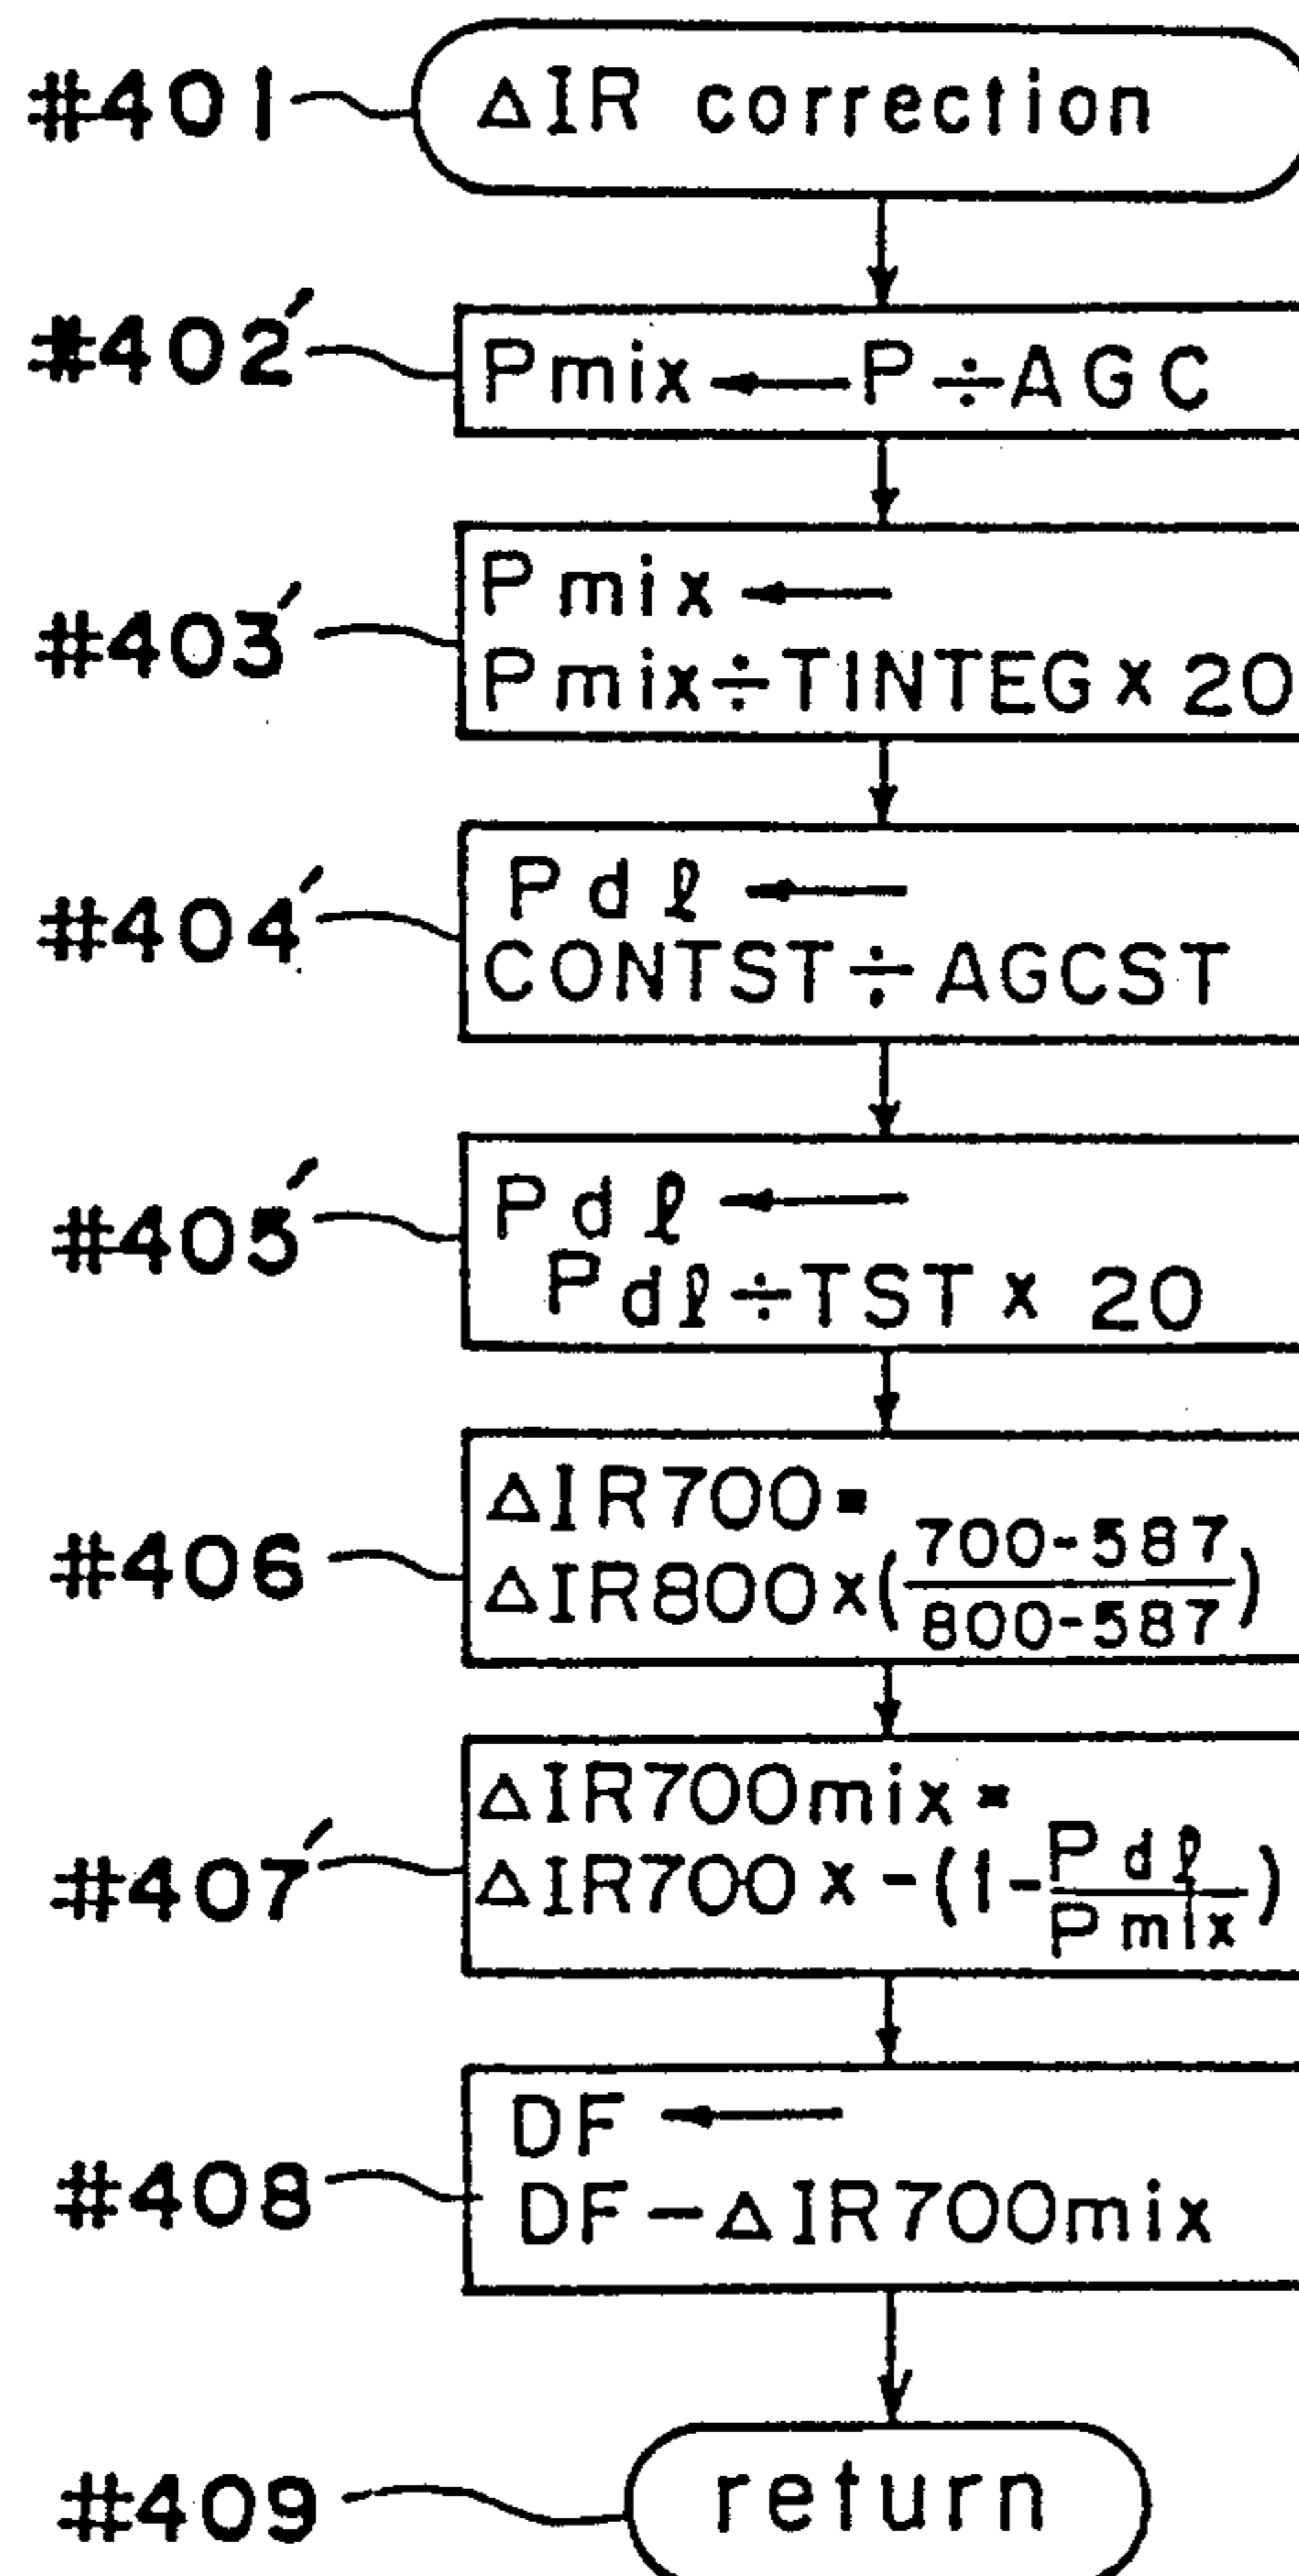 #401 ΔIR correction
#402' Pmix ← P ÷ AGC
#403' Pmix ←
Pmix ÷ TINTEG × 20
#404' Pdℓ ←
CONTST ÷ AGCST
#405' Pdℓ ←
Pdℓ ÷ TST × 20
#406 ΔIR700 =
ΔIR800 × (700-587 / 800-587)
#407' ΔIR700mix =
ΔIR700 × -(1 - Pdℓ / Pmix)
#408 DF ←
DF - ΔIR700mix
#409 return